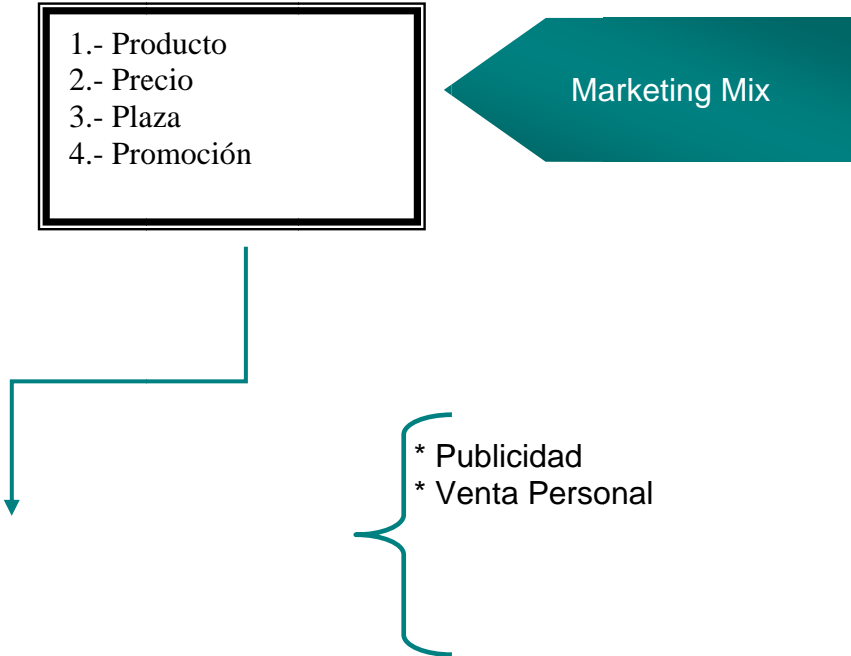 1.- Producto
2.- Precio
3.- Plaza
4.- Promoción
Marketing Mix
* Publicidad
* Venta Personal